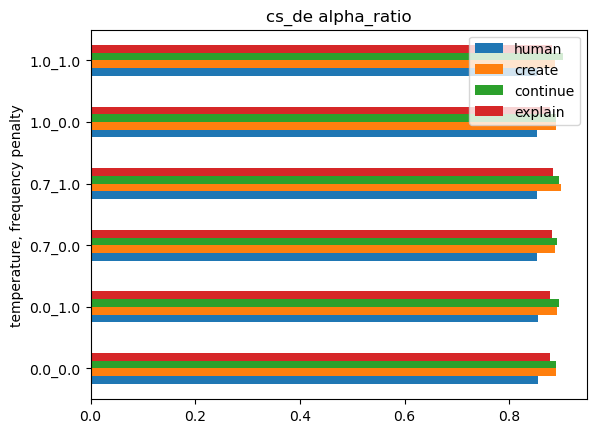 cs_de alpha_ratio
human
create
continue
explain
temperature, frequency penalty
1.0_1.0
1.0_0.0
0.7_1.0
0.7_0.0
0.0_1.0
0.0_0.0
0.0 0.2 0.4 0.6 0.8